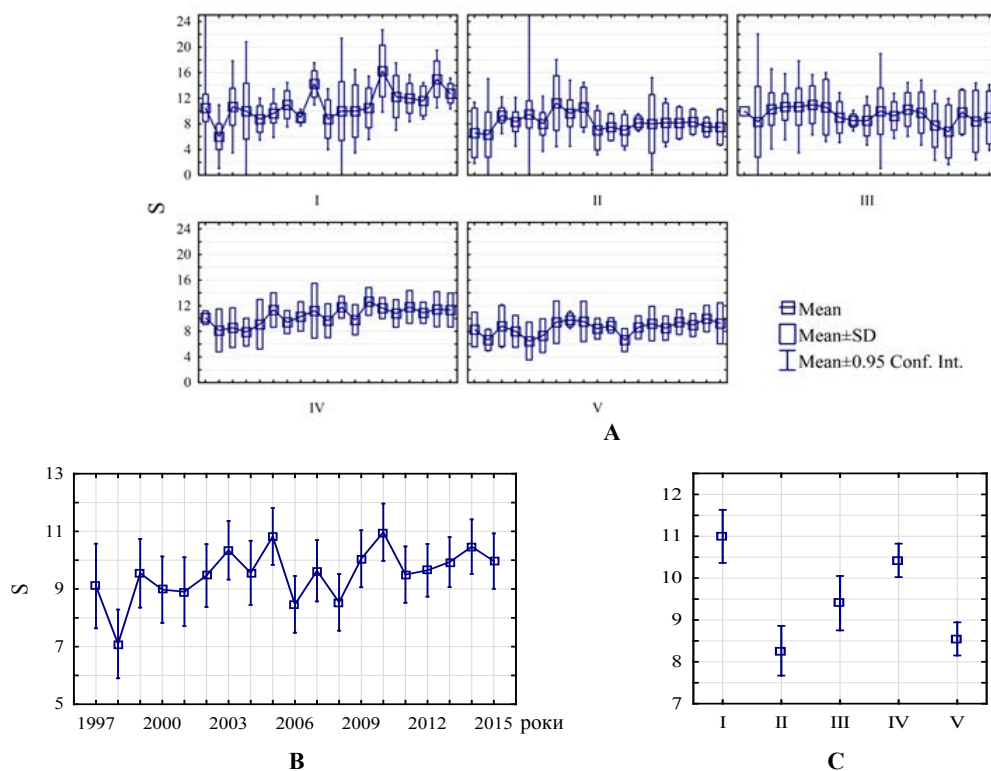 24 20 16 12 8 4 0
I II III
S
24 20 16 12 8 4 0
IV V
Mean
Mean±SD
Mean±0.95 Conf. Int.
A
13 11 9 7 5
S
1997 2000 2003 2006 2009 2012 2015 роки
B
12 11 10 9 8 7
I II III IV V
C